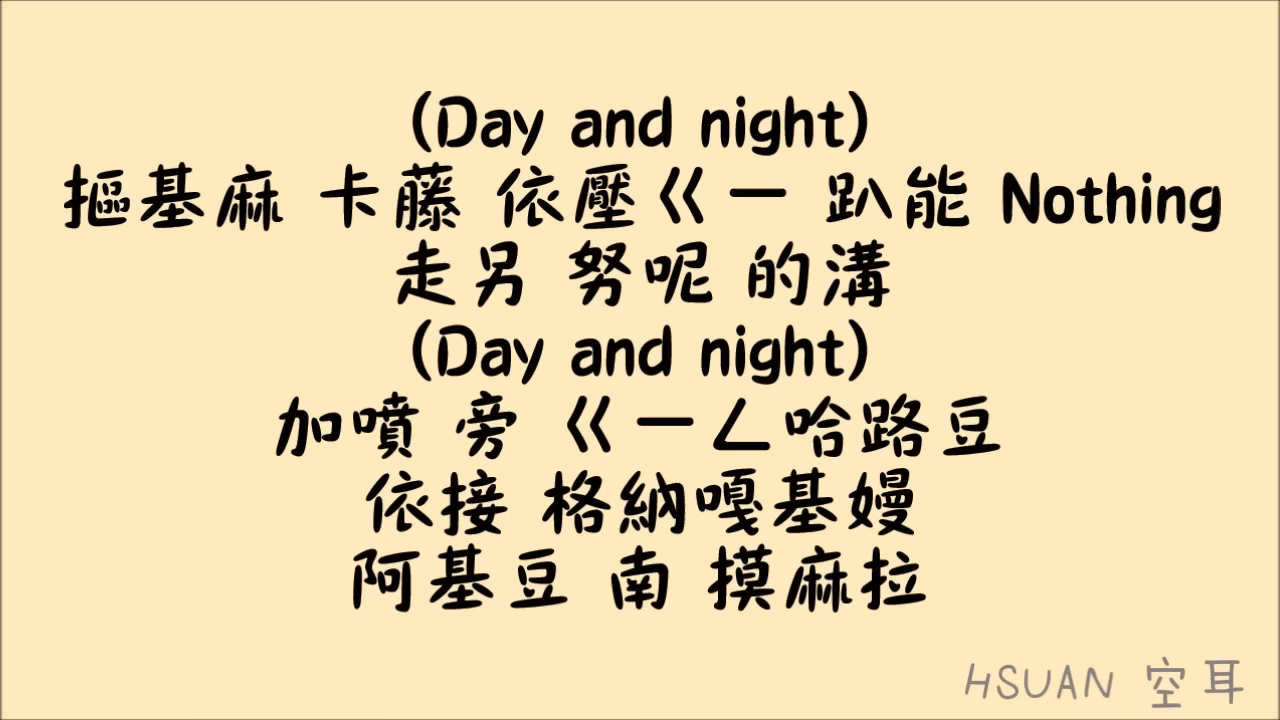 (Day and night)
摳基麻 卡藤 依壓ㄍㄧ 趴能 Nothing
走另 努呢 的溝
(Day and night)
加噴 旁 ㄍㄧㄥ哈路豆
依接 格納嘎基嫚
阿基豆 南 摸麻拉
HSUAN 空耳